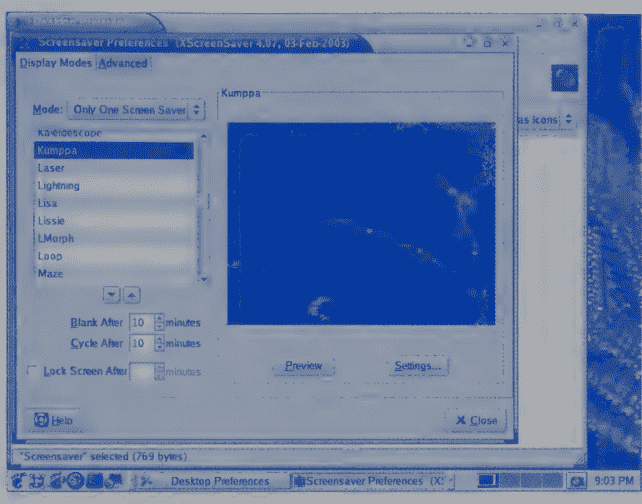 Desktop Preferences
Screensaver Preferences (XScreenSaver 4.07, 03-Feb-2003)
Display Modes Advanced
Kumppa
Mode: Only One Screen Saver
as Icons
Kaleidescope
Kumppa
Laser
Lightning
Lisa
Lissie
LMorph
Loop
Maze
Blank After 10 minutes
Cycle After 10 minutes
Lock Screen After minutes
Preview Settings...
Help Close
"Screensaver" selected (769 bytes)
Desktop Preferences Screensaver Preferences (X: 9:03 PM